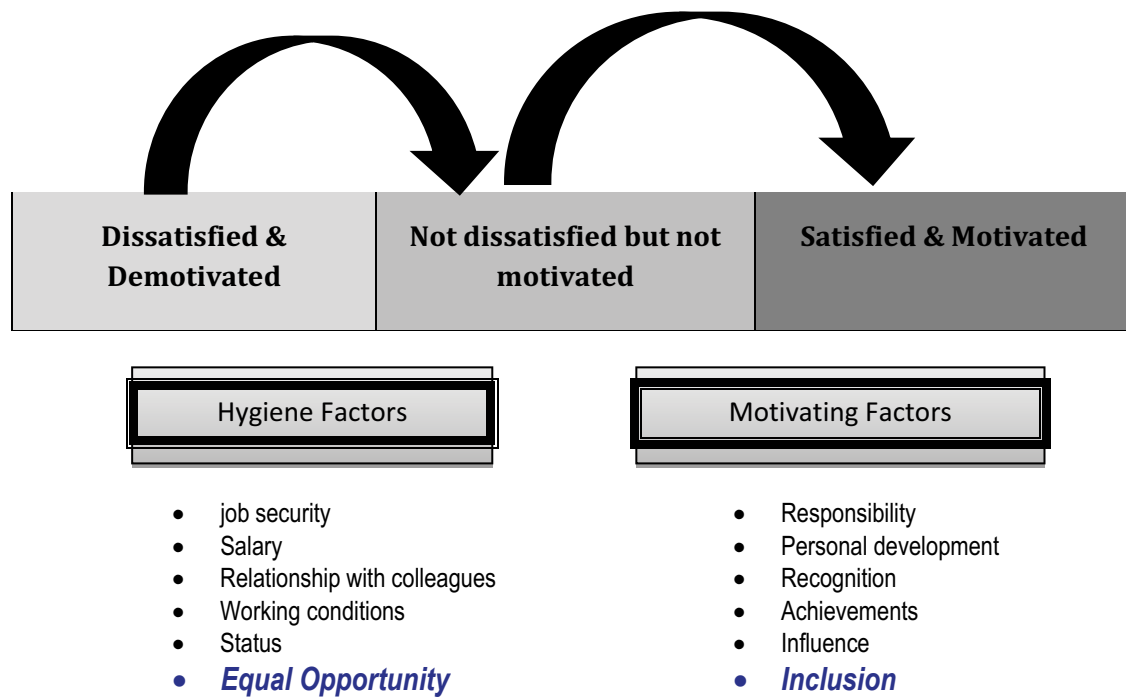 Dissatisfied &
Demotivated
Not dissatisfied but not
motivated
Satisfied & Motivated
Hygiene Factors
• job security
• Salary
• Relationship with colleagues
• Working conditions
• Status
• Equal Opportunity
Motivating Factors
• Responsibility
• Personal development
• Recognition
• Achievements
• Influence
• Inclusion